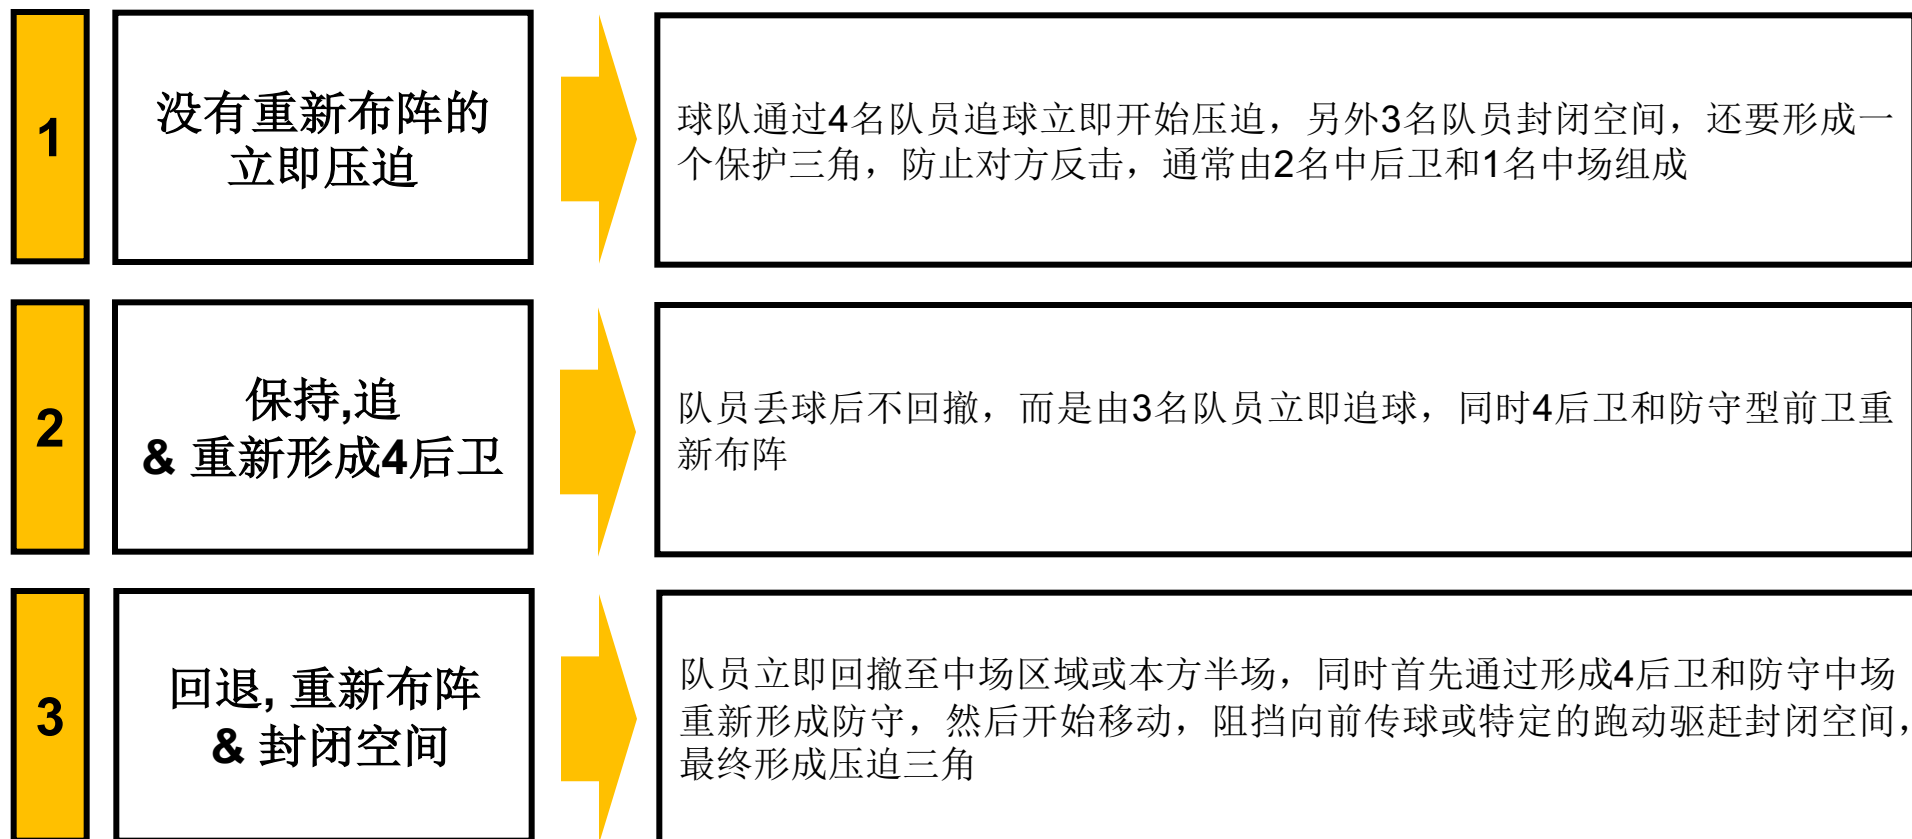 1
没有重新布阵的
立即压迫
球队通过4名队员追球立即开始压迫，另外3名队员封闭空间，还要形成一
个保护三角，防止对方反击，通常由2名中后卫和1名中场组成
2
保持,追
& 重新形成4后卫
队员丢球后不回撤，而是由3名队员立即追球，同时4后卫和防守型前卫重
新布阵
3
回退, 重新布阵
& 封闭空间
队员立即回撤至中场区域或本方半场，同时首先通过形成4后卫和防守中场
重新形成防守，然后开始移动，阻挡向前传球或特定的跑动驱赶封闭空间，
最终形成压迫三角